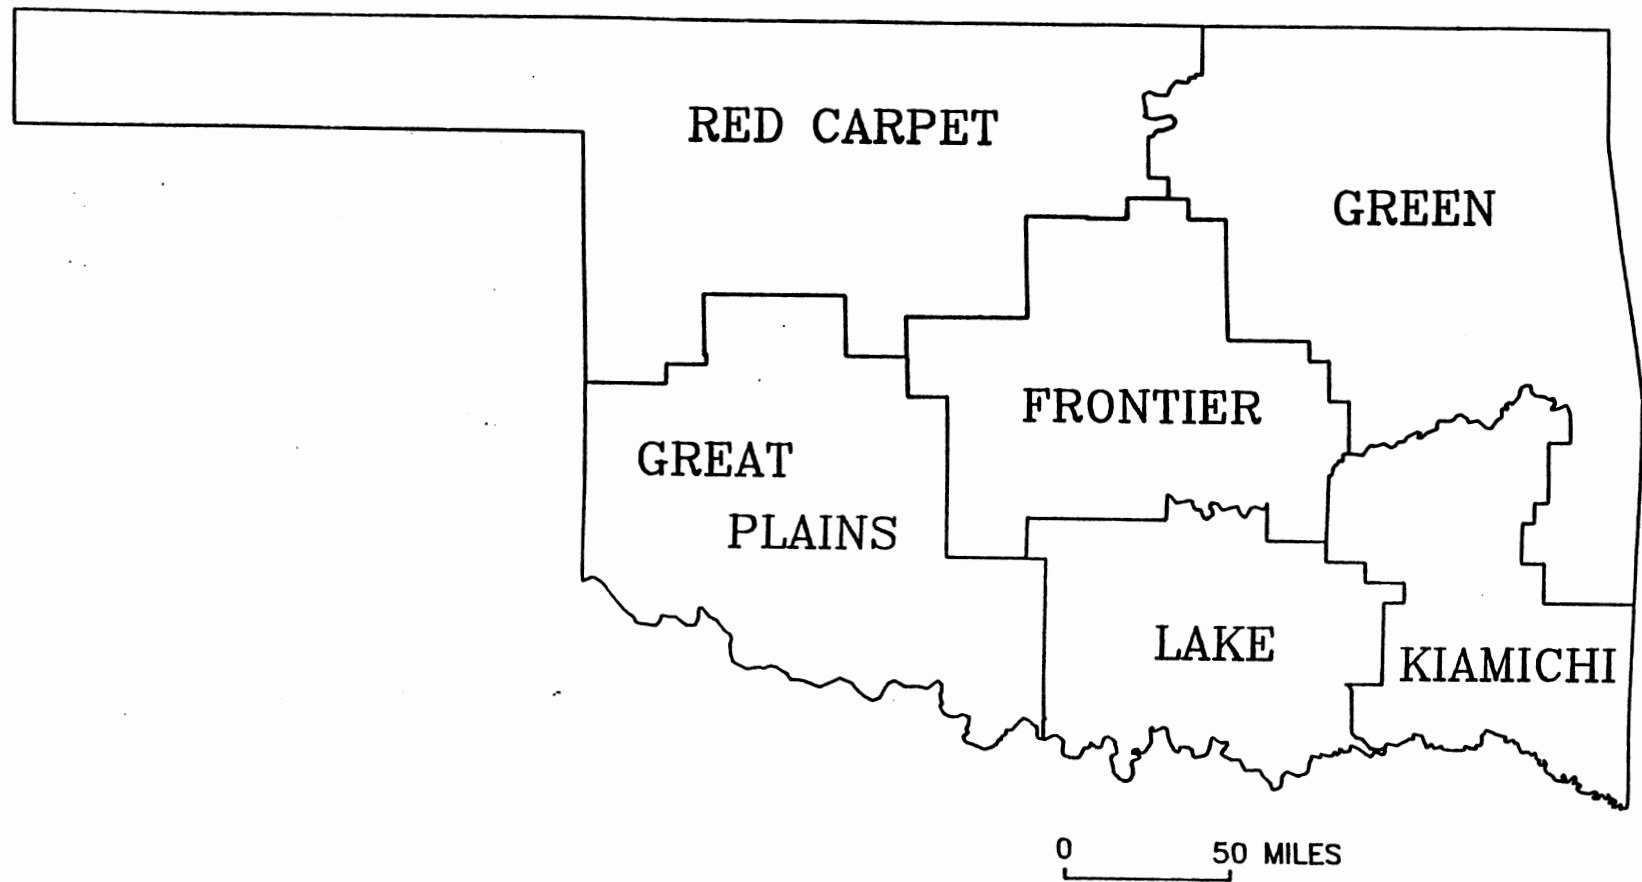 RED CARPET
GREEN
FRONTIER
GREAT
PLAINS
LAKE
KIAMICHI
0 50 MILES